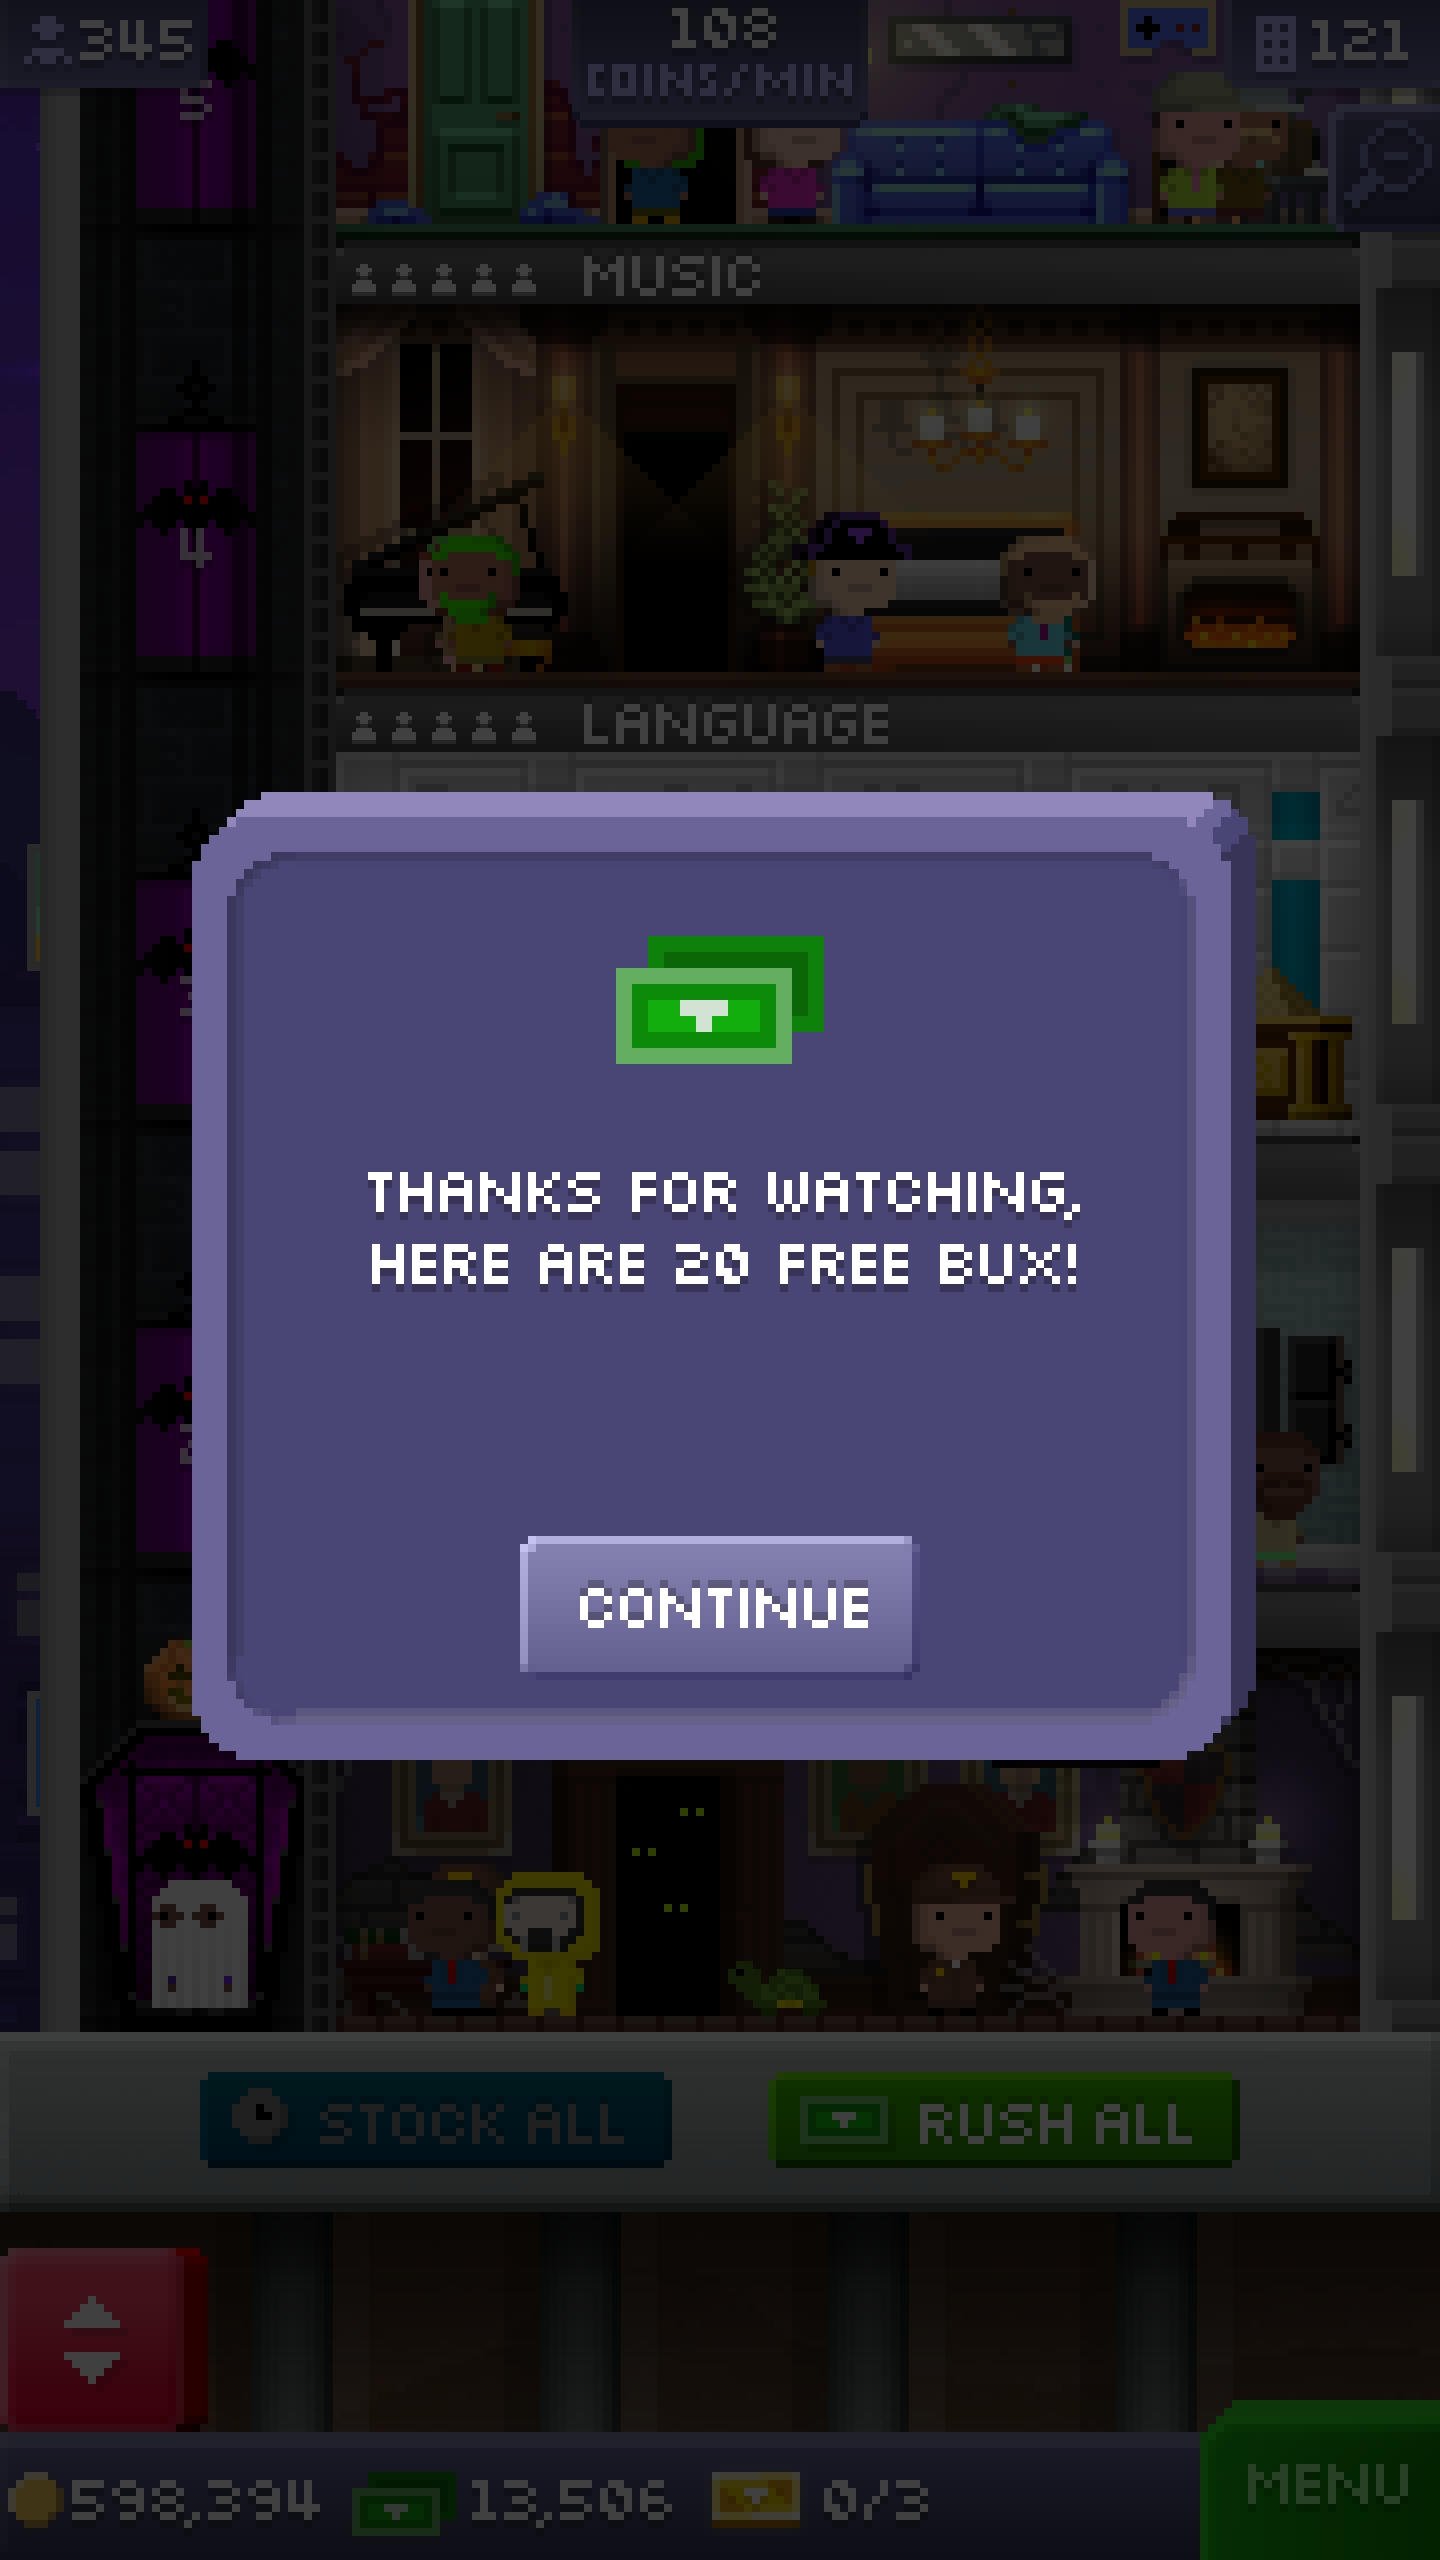 345
108
COINS/MIN
121
5
MUSIC
4
LANGUAGE
THANKS FOR WATCHING,
HERE ARE 20 FREE BUX!
CONTINUE
STOCK ALL
RUSH ALL
598,394
13,506
0/3
MENU